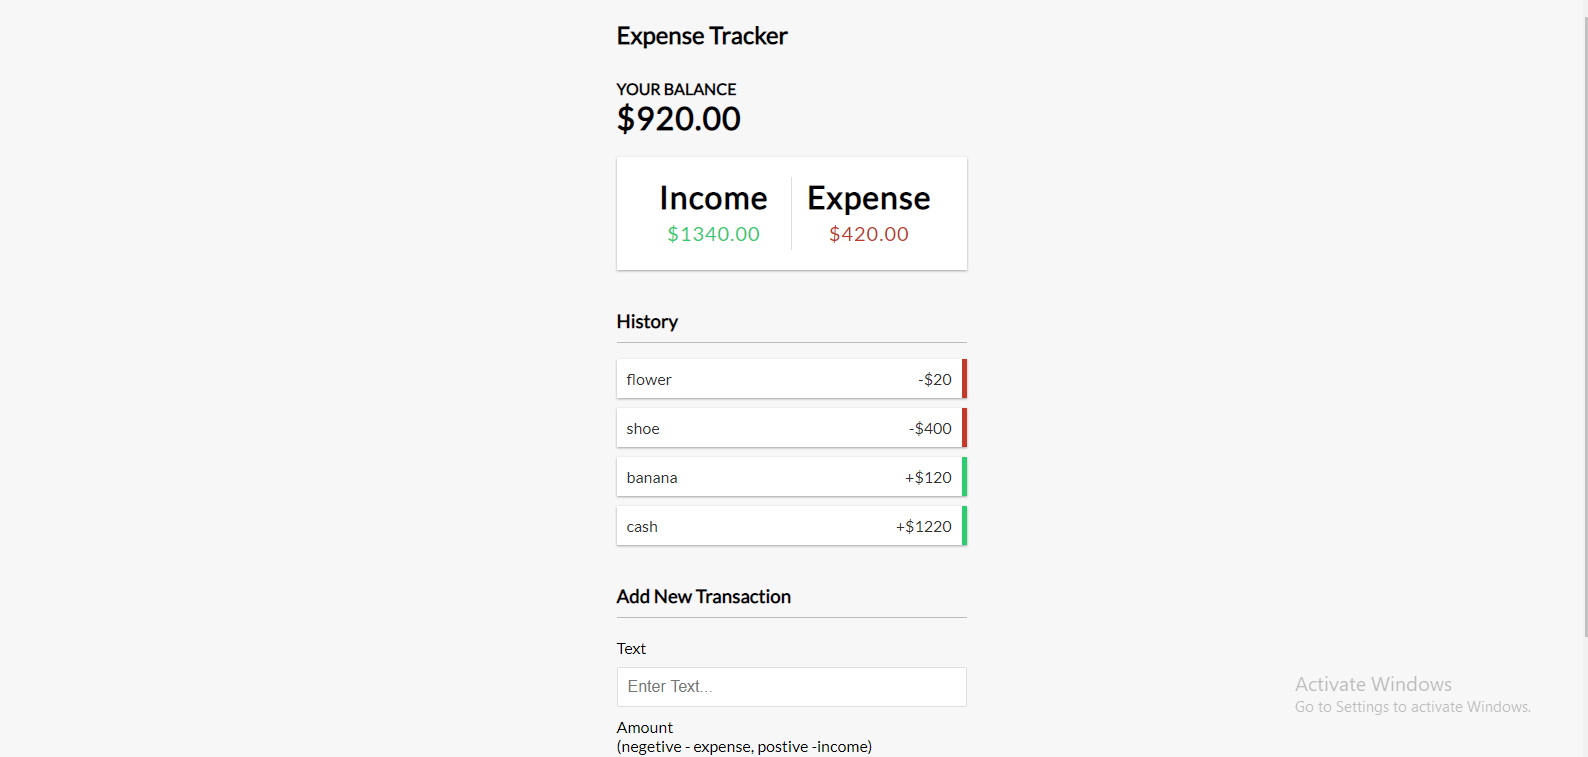 Expense Tracker
YOUR BALANCE
$920.00
Income Expense
$1340.00 $420.00
History
flower -$20
shoe -$400
banana +$120
cash +$1220
Add New Transaction
Text
Enter Text...
Amount
(negetive - expense, postive -income)
Activate Windows
Go to Settings to activate Windows.